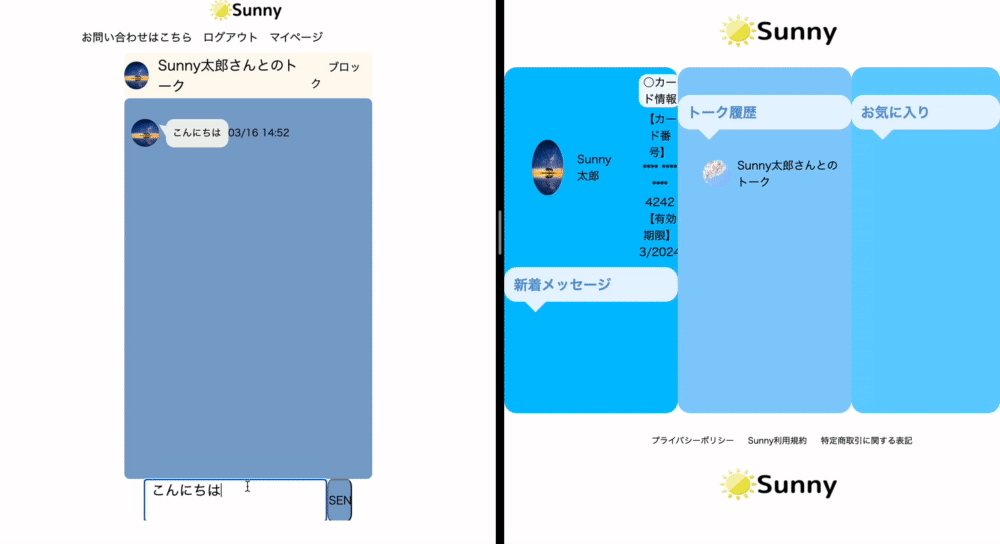 Sunny
お問い合わせはこちら ログアウト マイページ
Sunny太郎さんとのト
ーク
ブロッ
ク
こんにちは
03/16 14:52
こんにちは
SEN
Sunny
Sunny
太郎
〇カー
ド情報
【カー
ド番
号】
**** ****
****
4242
【有効
期限】
3/2024
新着メッセージ
トーク履歴
Sunny太郎さんとの
トーク
お気に入り
プライバシーポリシー Sunny利用規約 特定商取引に関する表記
Sunny